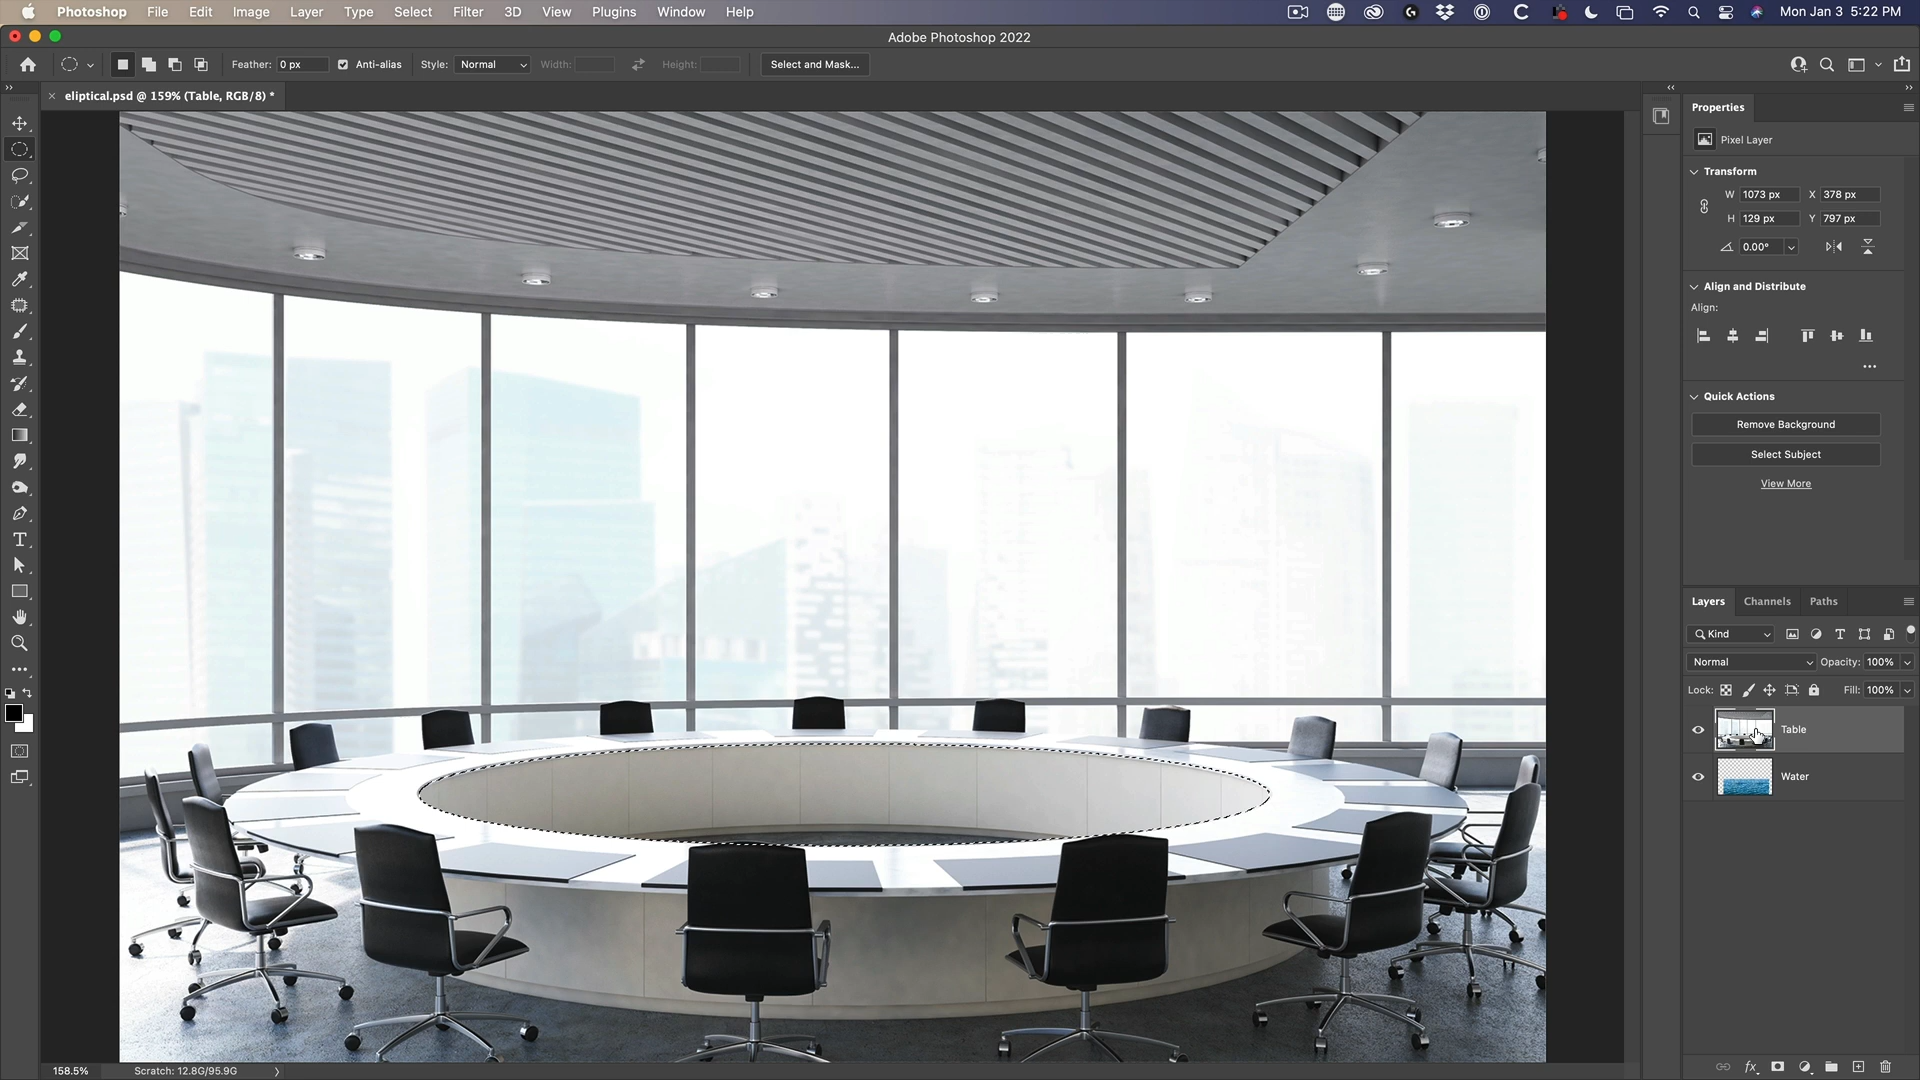 Photoshop File Edit Image Layer Type Select Filter 3D View Plugins Window Help Mon Jan 3 5:22 PM
Adobe Photoshop 2022
Feather: 0 px Anti-alias Style: Normal Width: Height: Select and Mask...
eliptical.psd @ 159% (Table, RGB/8) *
Properties
Pixel Layer
Transform
W 1073 px X 378 px
H 129 px Y 797 px
0.00°
Align and Distribute
Align:
Quick Actions
Remove Background
Select Subject
View More
Layers Channels Paths
Kind
Normal Opacity: 100%
Lock: Fill: 100%
Table
Water
158.5% Scratch: 12.8G/95.9G